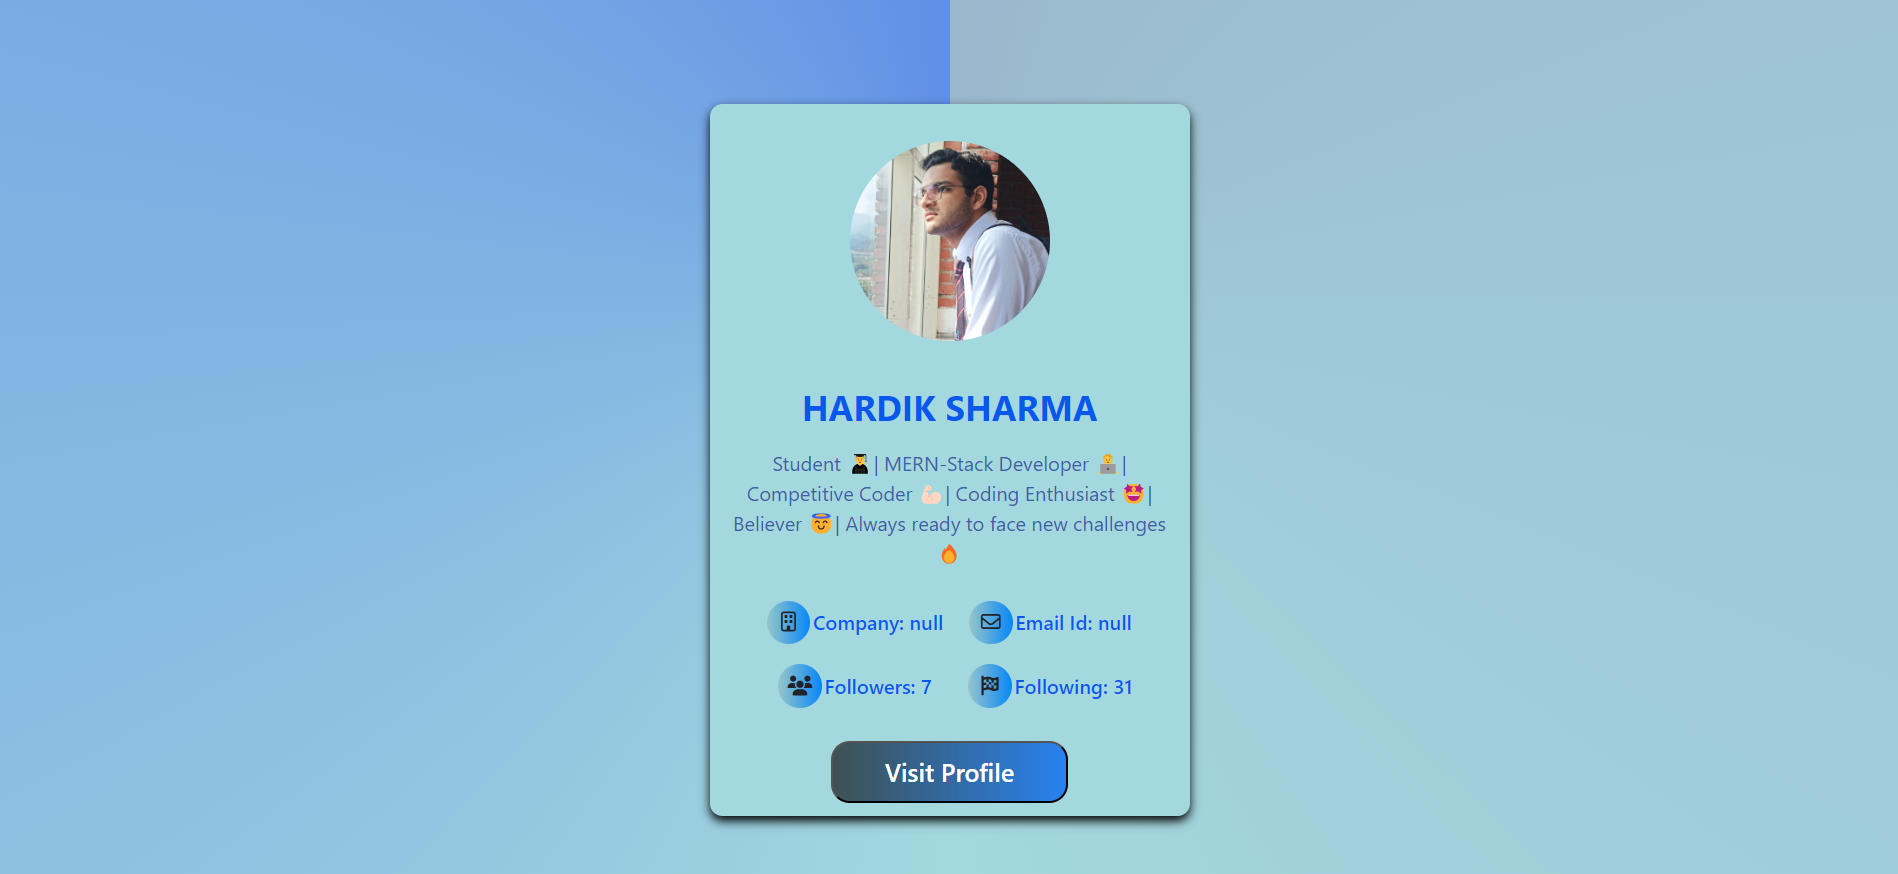 HARDIK SHARMA
Student 👨🏼‍🎓| MERN-Stack Developer 🧑🏼‍💻|
Competitive Coder 💪🏻| Coding Enthusiast 🤩|
Believer 😇| Always ready to face new challenges
🔥
Company: null Email Id: null
Followers: 7 Following: 31
Visit Profile